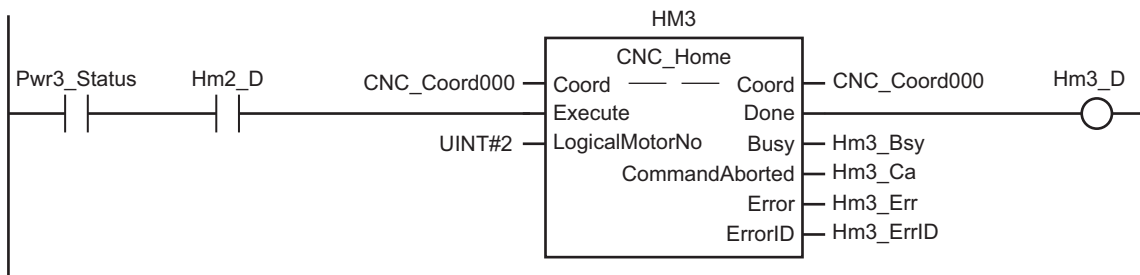 HM3
CNC_Home
Pwr3_Status Hm2_D CNC_Coord000 Coord Coord CNC_Coord000 Hm3_D
Execute Done
UINT#2 LogicalMotorNo Busy Hm3_Bsy
CommandAborted Hm3_Ca
Error Hm3_Err
ErrorID Hm3_ErrID